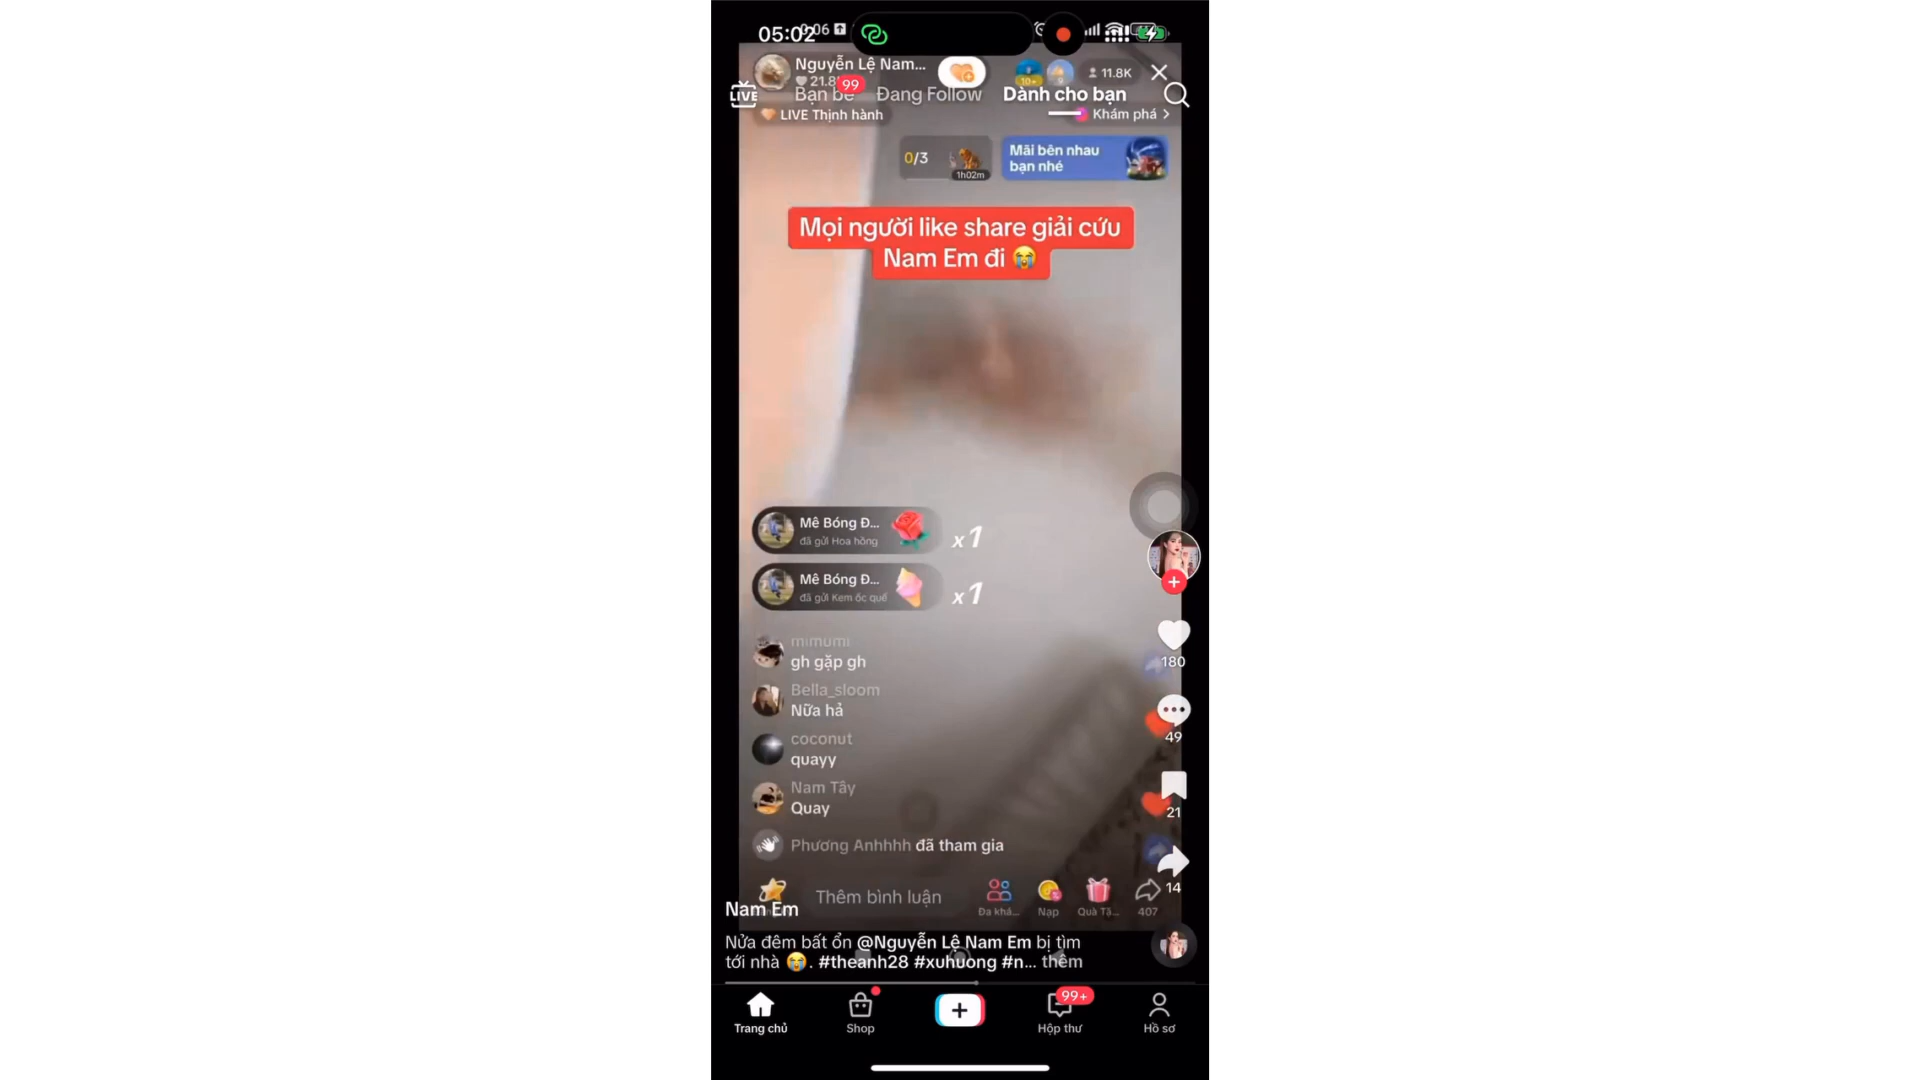 05:02
Nguyễn Lệ Nam...
11.8K
21.8
99
LIVE
Bạn bè
Đang Follow
Dành cho bạn
LIVE Thịnh hành
Khám phá >
0/3
1h02m
Mãi bên nhau
bạn nhé
Mọi người like share giải cứu
Nam Em đi 😭
Mê Bóng Đ...
đã gửi Hoa hồng
x1
Mê Bóng Đ...
đã gửi Kem ốc quế
x1
mimumi
gh gặp gh
180
Bella_sloom
Nữa hả
49
coconut
quayy
Nam Tây
Quay
21
Phương Anhhhh đã tham gia
14
Thêm bình luận
Đa khá...
Nạp
Quà Tặ...
407
Nam Em
Nửa đêm bất ổn @Nguyễn Lệ Nam Em bị tìm
tới nhà 😭. #theanh28 #xuhuong #n... thêm
99+
Trang chủ
Shop
Hộp thư
Hồ sơ